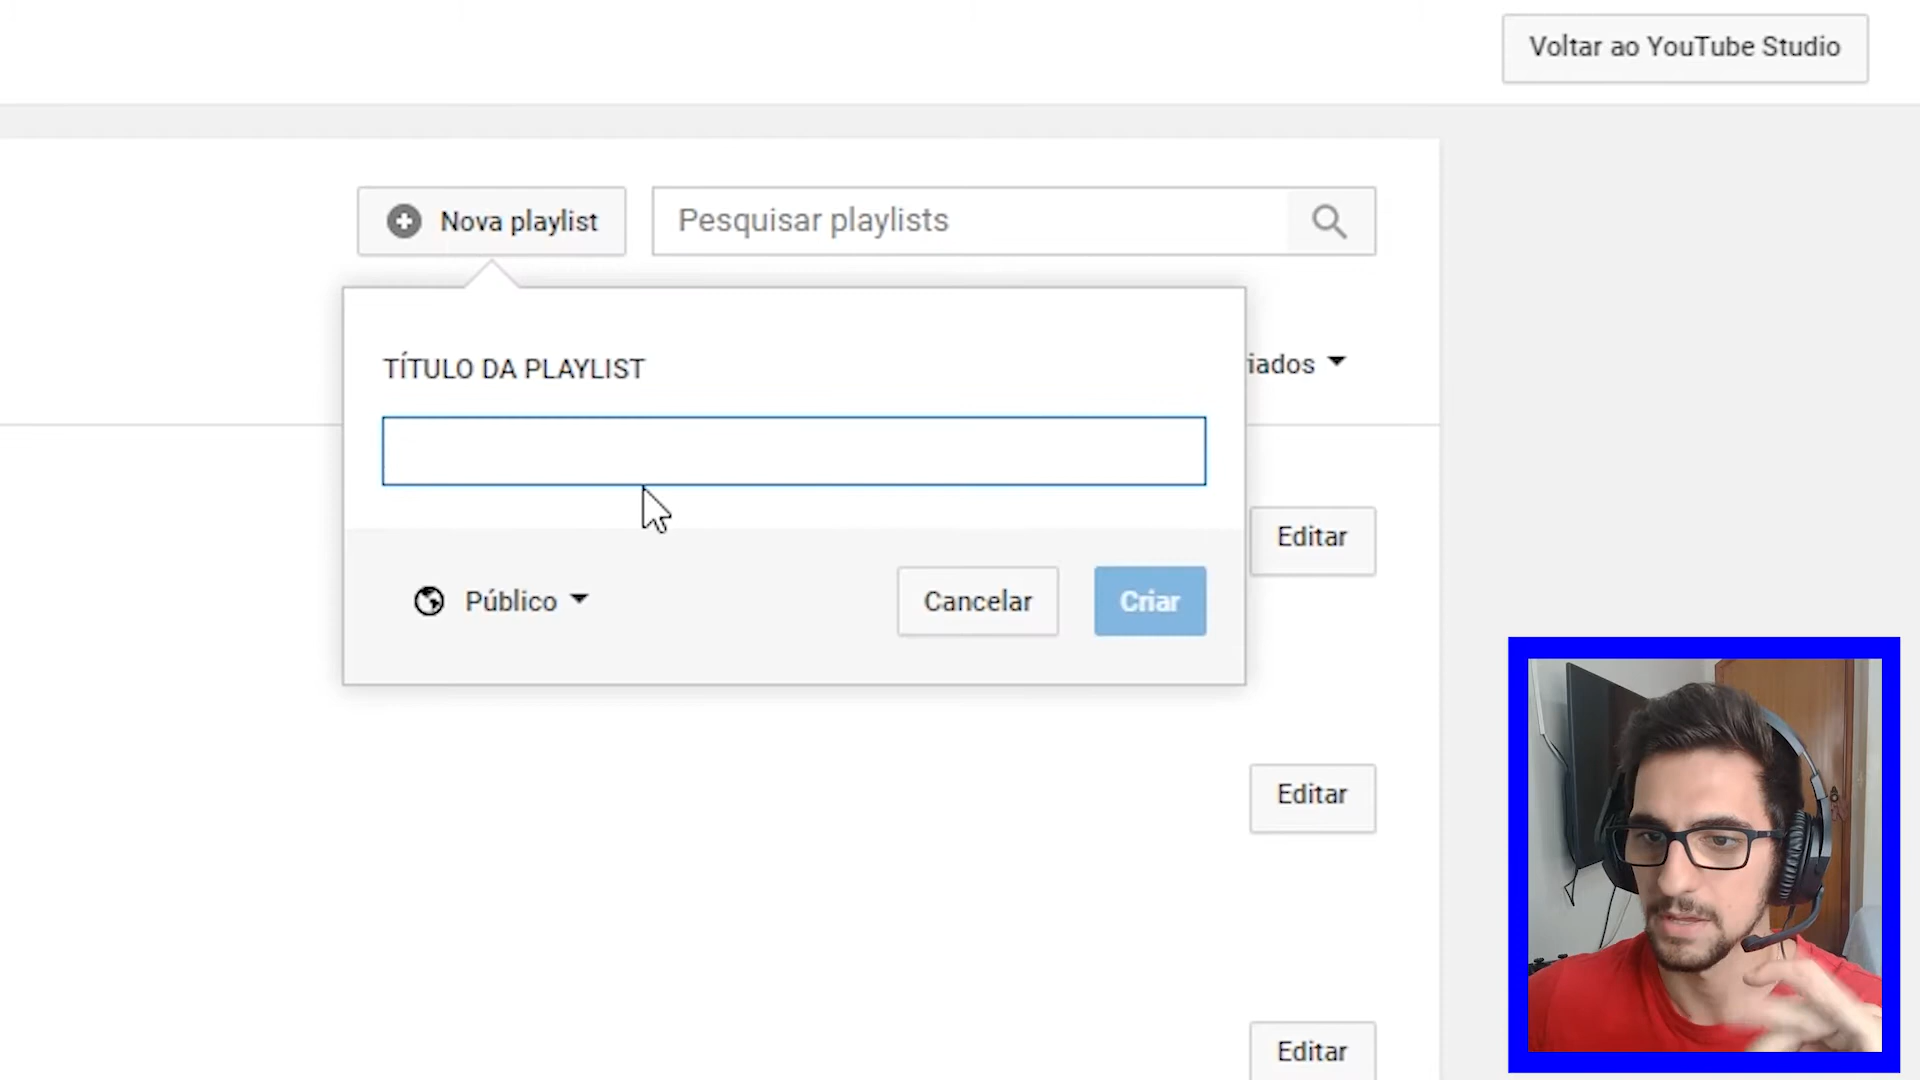 Voltar ao YouTube Studio
Nova playlist
Pesquisar playlists
TÍTULO DA PLAYLIST
iados
Público
Cancelar
Criar
Editar
Editar
Editar